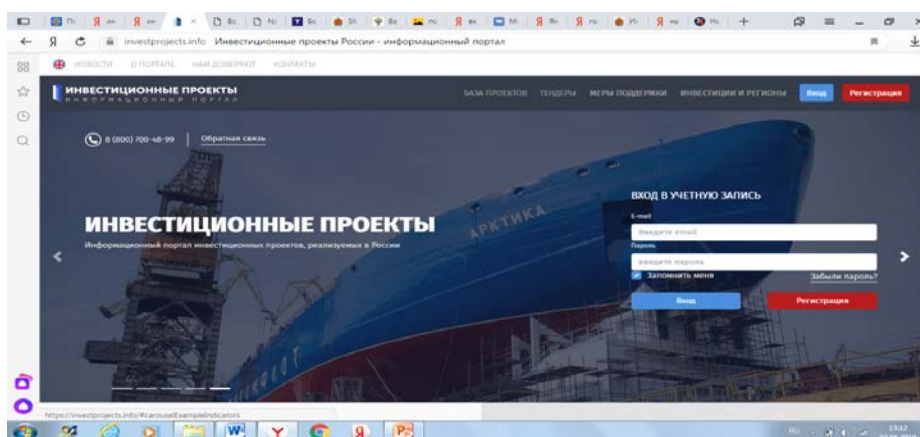 investprojects.info Инвестиционные проекты России - информационный портал
НОВОСТИ О ПОРТАЛЕ НАМ ДОВЕРЯЮТ КОНТАКТЫ
ИНВЕСТИЦИОННЫЕ ПРОЕКТЫ
ИНФОРМАЦИОННЫЙ ПОРТАЛ
БАЗА ПРОЕКТОВ ТЕНДЕРЫ МЕРЫ ПОДДЕРЖКИ ИНВЕСТИЦИИ И РЕГИОНЫ Вход Регистрация
8 (800) 700-46-99 Обратная связь
АРКТИКА
ВХОД В УЧЕТНУЮ ЗАПИСЬ
E-mail
Введите email
ИНВЕСТИЦИОННЫЕ ПРОЕКТЫ
Информационный портал инвестиционных проектов, реализуемых в России
Пароль
введите пароль
Запомнить меня Забыли пароль?
Вход Регистрация
https://investprojects.info/#carouselExampleIndicators
RU 13:12